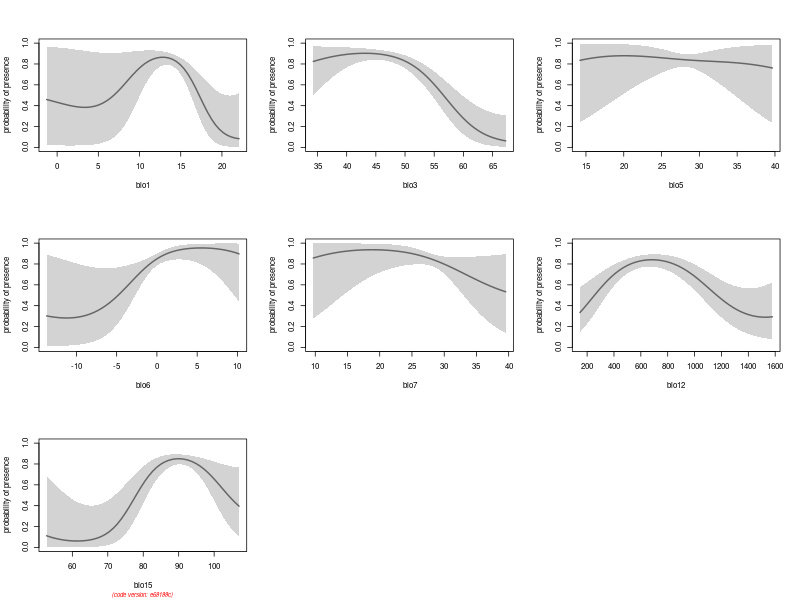 probability of presence
0.0 0.2 0.4 0.6 0.8 1.0
0 5 10 15 20
bio1
probability of presence
0.0 0.2 0.4 0.6 0.8 1.0
35 40 45 50 55 60 65
bio3
probability of presence
0.0 0.2 0.4 0.6 0.8 1.0
15 20 25 30 35 40
bio5
probability of presence
0.0 0.2 0.4 0.6 0.8 1.0
-10 -5 0 5 10
bio6
probability of presence
0.0 0.2 0.4 0.6 0.8 1.0
10 15 20 25 30 35 40
bio7
probability of presence
0.0 0.2 0.4 0.6 0.8 1.0
200 400 600 800 1000 1200 1400 1600
bio12
probability of presence
0.0 0.2 0.4 0.6 0.8 1.0
60 70 80 90 100
bio15
(code version: e69f88c)